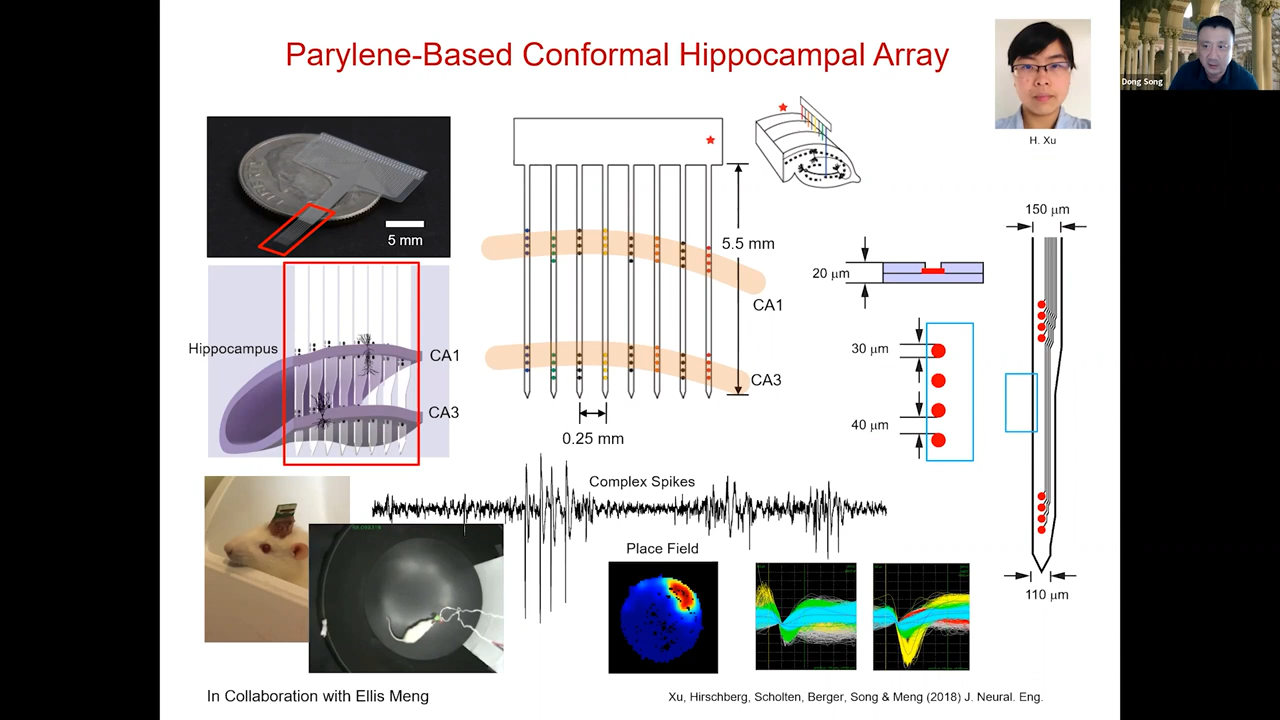 Parylene-Based Conformal Hippocampal Array
H. Xu
Dong Song
5 mm
Hippocampus
CA1
CA3
5.5 mm
CA1
CA3
0.25 mm
150 µm
20 µm
30 µm
40 µm
110 µm
Complex Spikes
Place Field
In Collaboration with Ellis Meng
Xu, Hirschberg, Scholten, Berger, Song & Meng (2018) J. Neural. Eng.